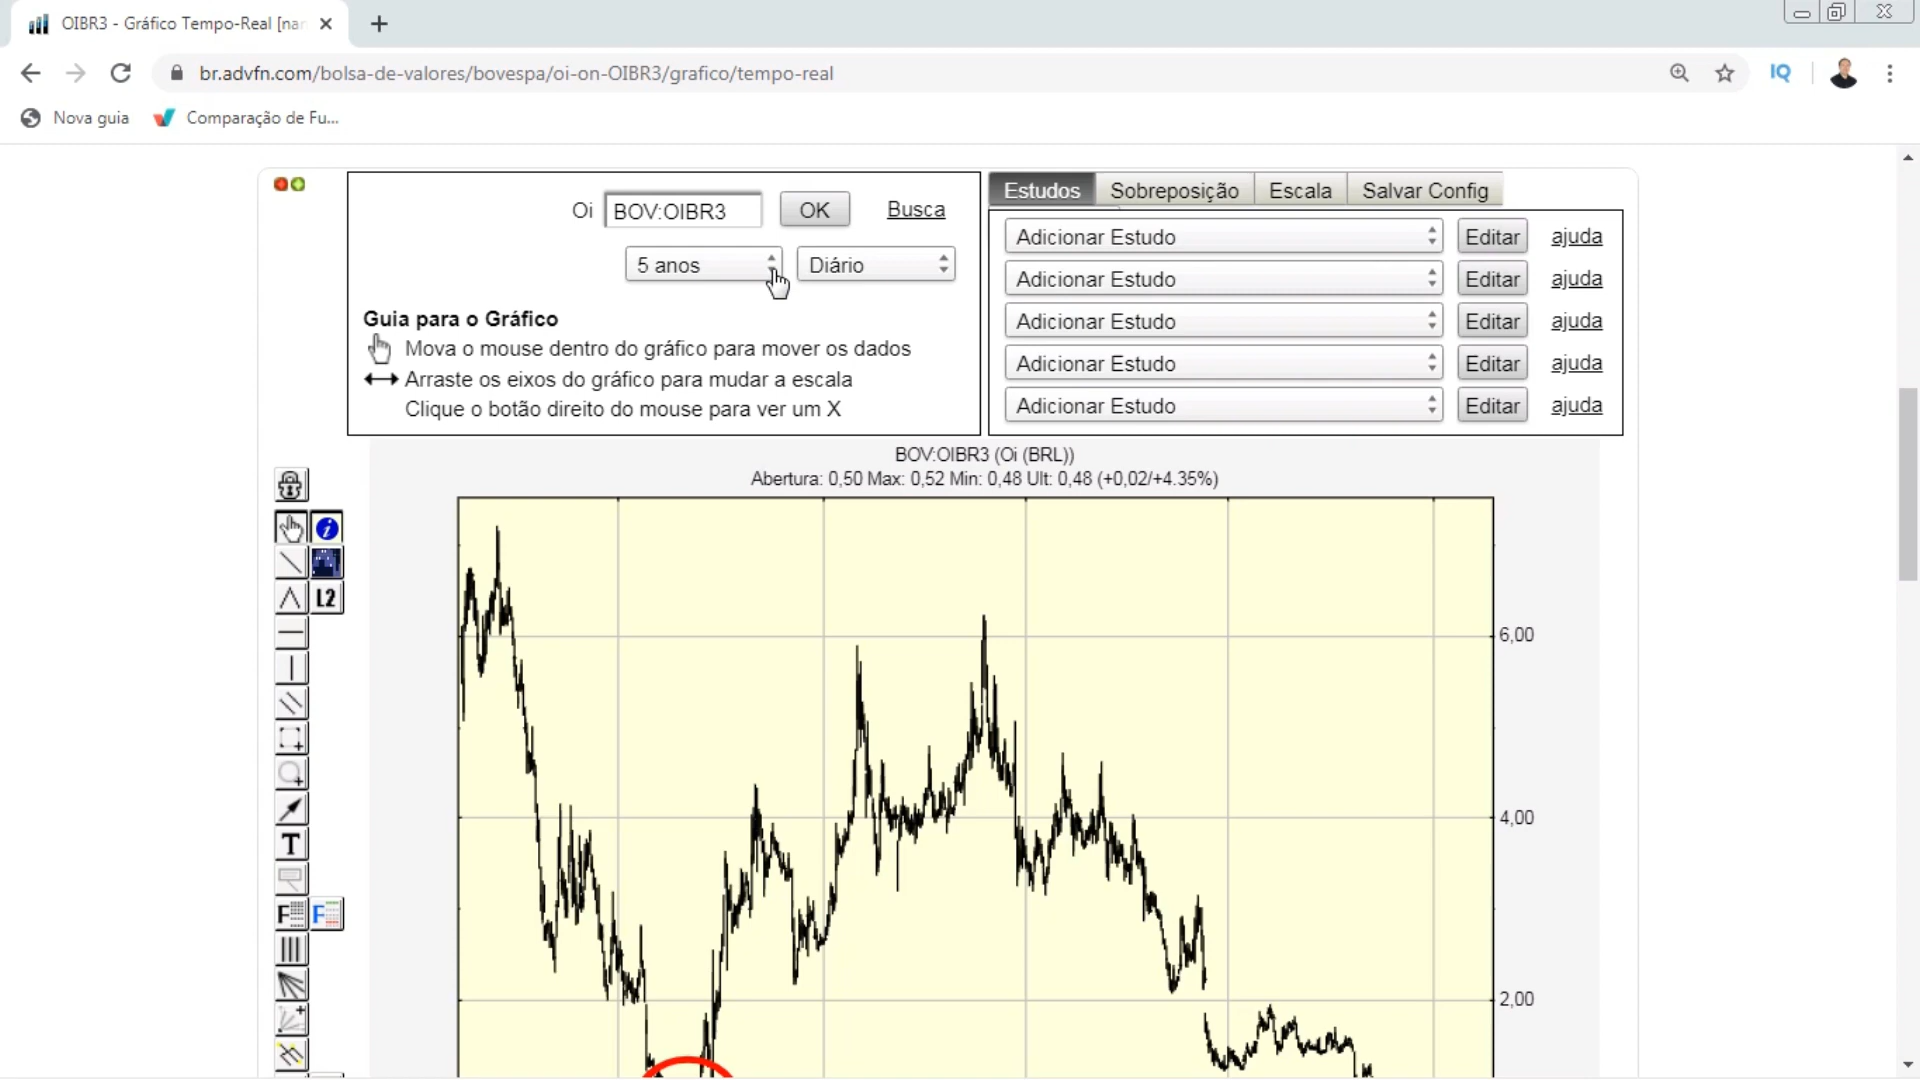 OIBR3 - Gráfico Tempo-Real [nar
br.advfn.com/bolsa-de-valores/bovespa/oi-on-OIBR3/grafico/tempo-real
IQ
Nova guia
Comparação de Fu...
Oi BOV:OIBR3 OK Busca
5 anos Diário
Guia para o Gráfico
Mova o mouse dentro do gráfico para mover os dados
Arraste os eixos do gráfico para mudar a escala
Clique o botão direito do mouse para ver um X
Estudos Sobreposição Escala Salvar Config
Adicionar Estudo Editar ajuda
Adicionar Estudo Editar ajuda
Adicionar Estudo Editar ajuda
Adicionar Estudo Editar ajuda
Adicionar Estudo Editar ajuda
BOV:OIBR3 (Oi (BRL))
Abertura: 0,50 Max: 0,52 Min: 0,48 Ult: 0,48 (+0,02/+4.35%)
i
L2
T
F F
6,00
4,00
2,00